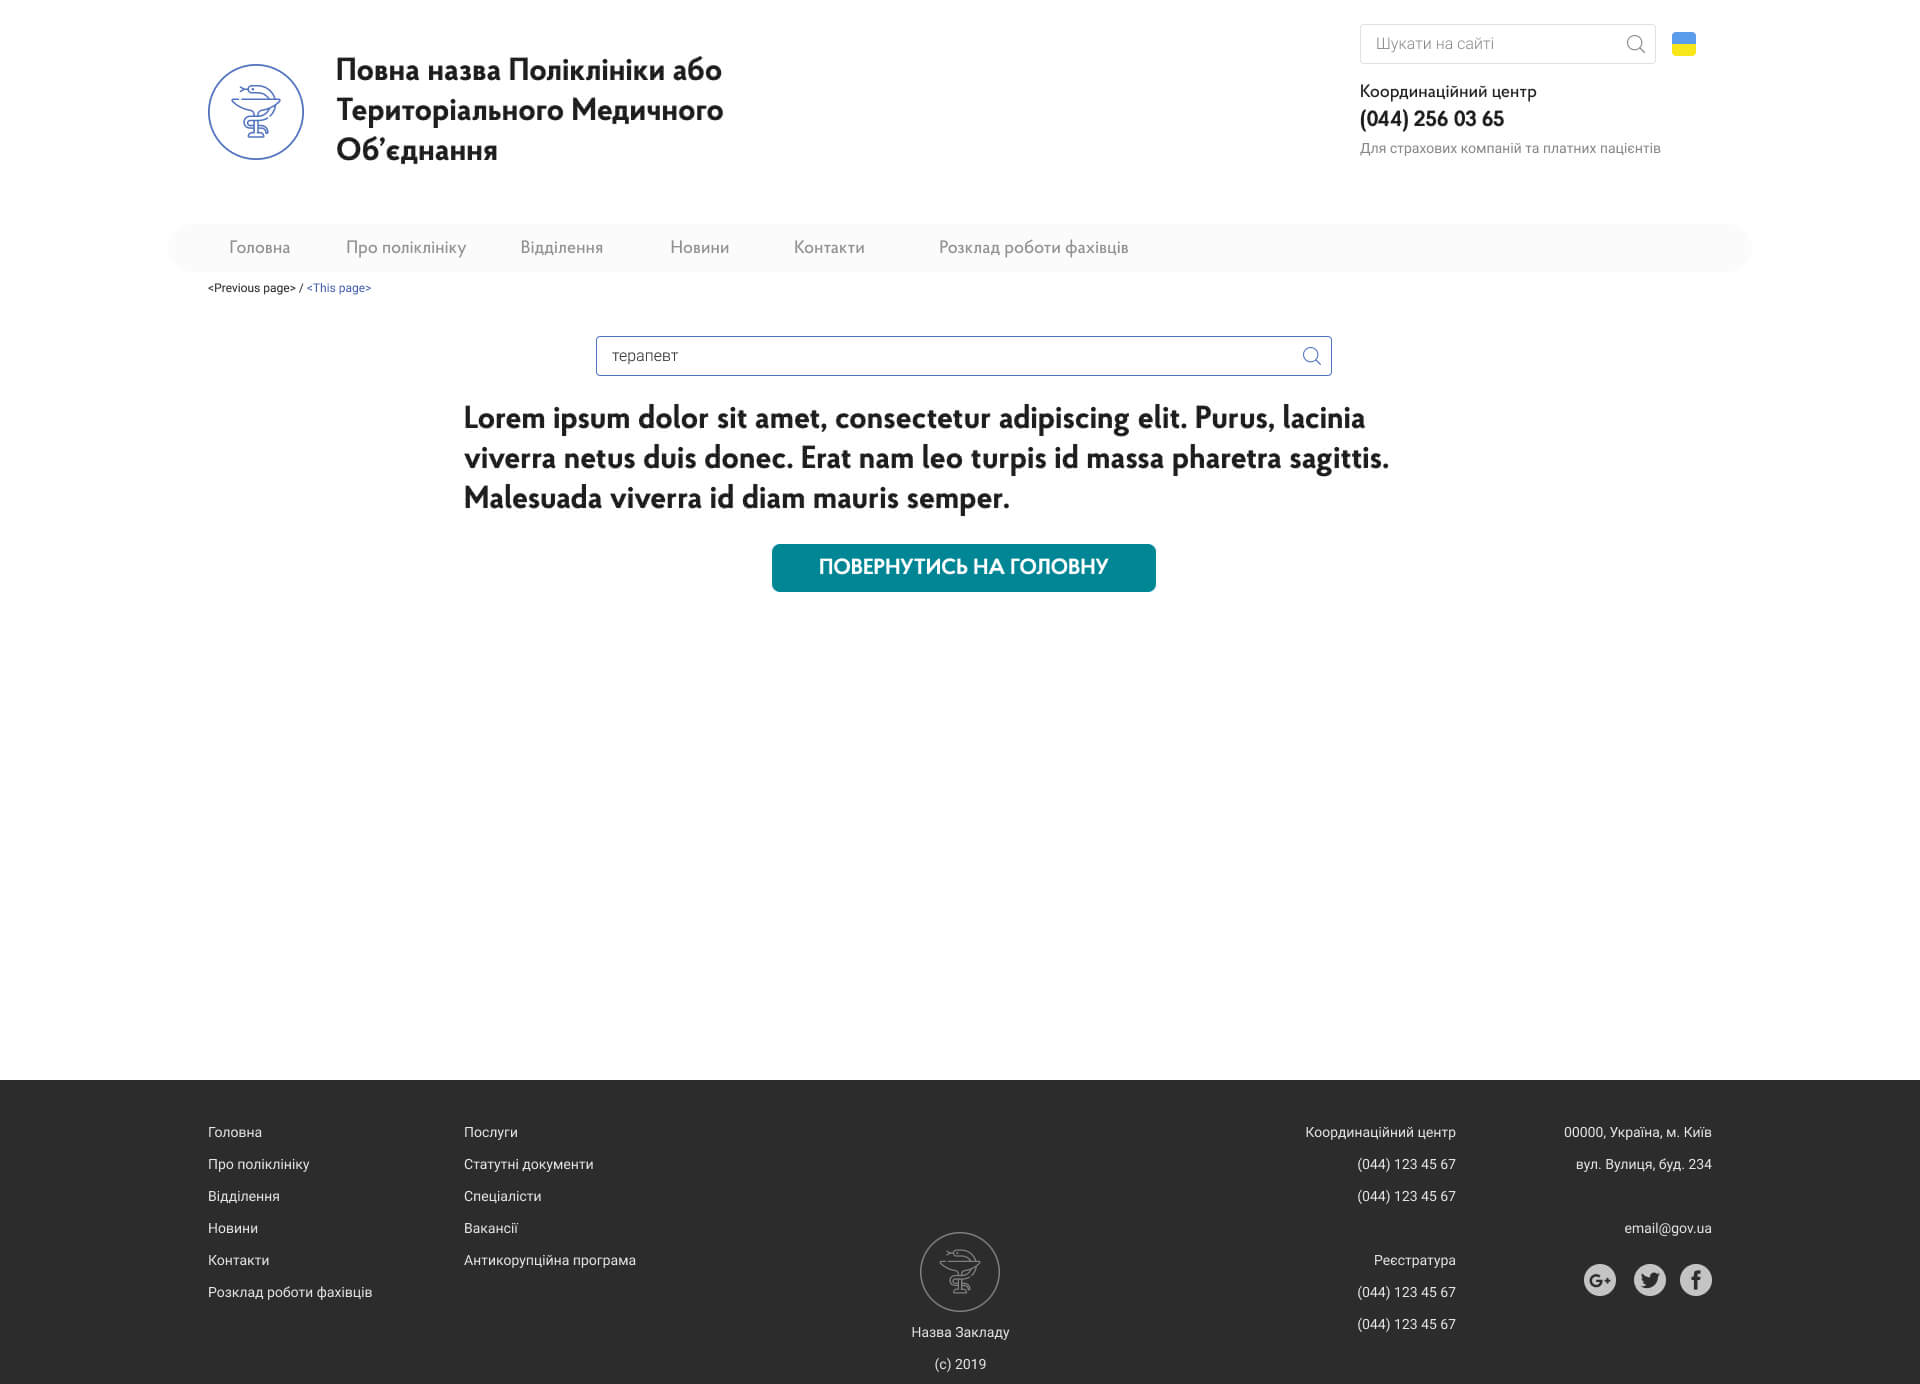 Шукати на сайті
Повна назва Поліклініки або
Територіального Медичного
Об’єднання
Координаційний центр
(044) 256 03 65
Для страхових компаній та платних пацієнтів
Головна Про поліклініку Відділення Новини Контакти Розклад роботи фахівців
<Previous page> / <This page>
терапевт
Lorem ipsum dolor sit amet, consectetur adipiscing elit. Purus, lacinia
viverra netus duis donec. Erat nam leo turpis id massa pharetra sagittis.
Malesuada viverra id diam mauris semper.
ПОВЕРНУТИСЬ НА ГОЛОВНУ
Головна
Про поліклініку
Відділення
Новини
Контакти
Розклад роботи фахівців
Послуги
Статутні документи
Спеціалісти
Вакансії
Антикорупційна програма
Назва Закладу
(с) 2019
Координаційний центр
(044) 123 45 67
(044) 123 45 67
Реєстратура
(044) 123 45 67
(044) 123 45 67
00000, Україна, м. Київ
вул. Вулиця, буд. 234
email@gov.ua
G+